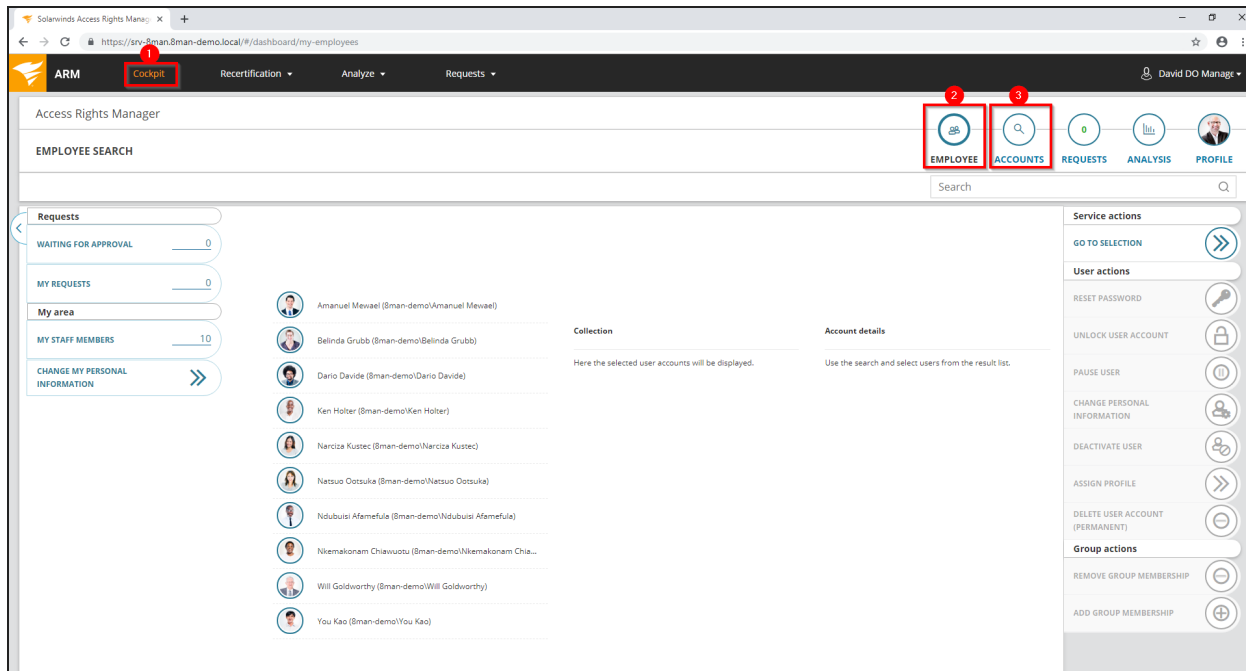 Solarwinds Access Rights Manag
https://srv-8man.8man-demo.local/#/dashboard/my-employees
1
ARM Cockpit Recertification Analyze Requests David DO Manage
Access Rights Manager
2 3
0
EMPLOYEE SEARCH
EMPLOYEE ACCOUNTS REQUESTS ANALYSIS PROFILE
Search
Requests
WAITING FOR APPROVAL 0
MY REQUESTS 0
My area
MY STAFF MEMBERS 10
CHANGE MY PERSONAL
INFORMATION
Amanuel Mewael (8man-demo\Amanuel Mewael)
Belinda Grubb (8man-demo\Belinda Grubb)
Dario Davide (8man-demo\Dario Davide)
Ken Holter (8man-demo\Ken Holter)
Narciza Kustec (8man-demo\Narciza Kustec)
Natsuo Ootsuka (8man-demo\Natsuo Ootsuka)
Ndubuisi Afamefula (8man-demo\Ndubuisi Afamefula)
Nkemakonam Chiawuotu (8man-demo\Nkemakonam Chia...
Will Goldworthy (8man-demo\Will Goldworthy)
You Kao (8man-demo\You Kao)
Collection
Here the selected user accounts will be displayed.
Account details
Use the search and select users from the result list.
Service actions
GO TO SELECTION
User actions
RESET PASSWORD
UNLOCK USER ACCOUNT
PAUSE USER
CHANGE PERSONAL
INFORMATION
DEACTIVATE USER
ASSIGN PROFILE
DELETE USER ACCOUNT
(PERMANENT)
Group actions
REMOVE GROUP MEMBERSHIP
ADD GROUP MEMBERSHIP